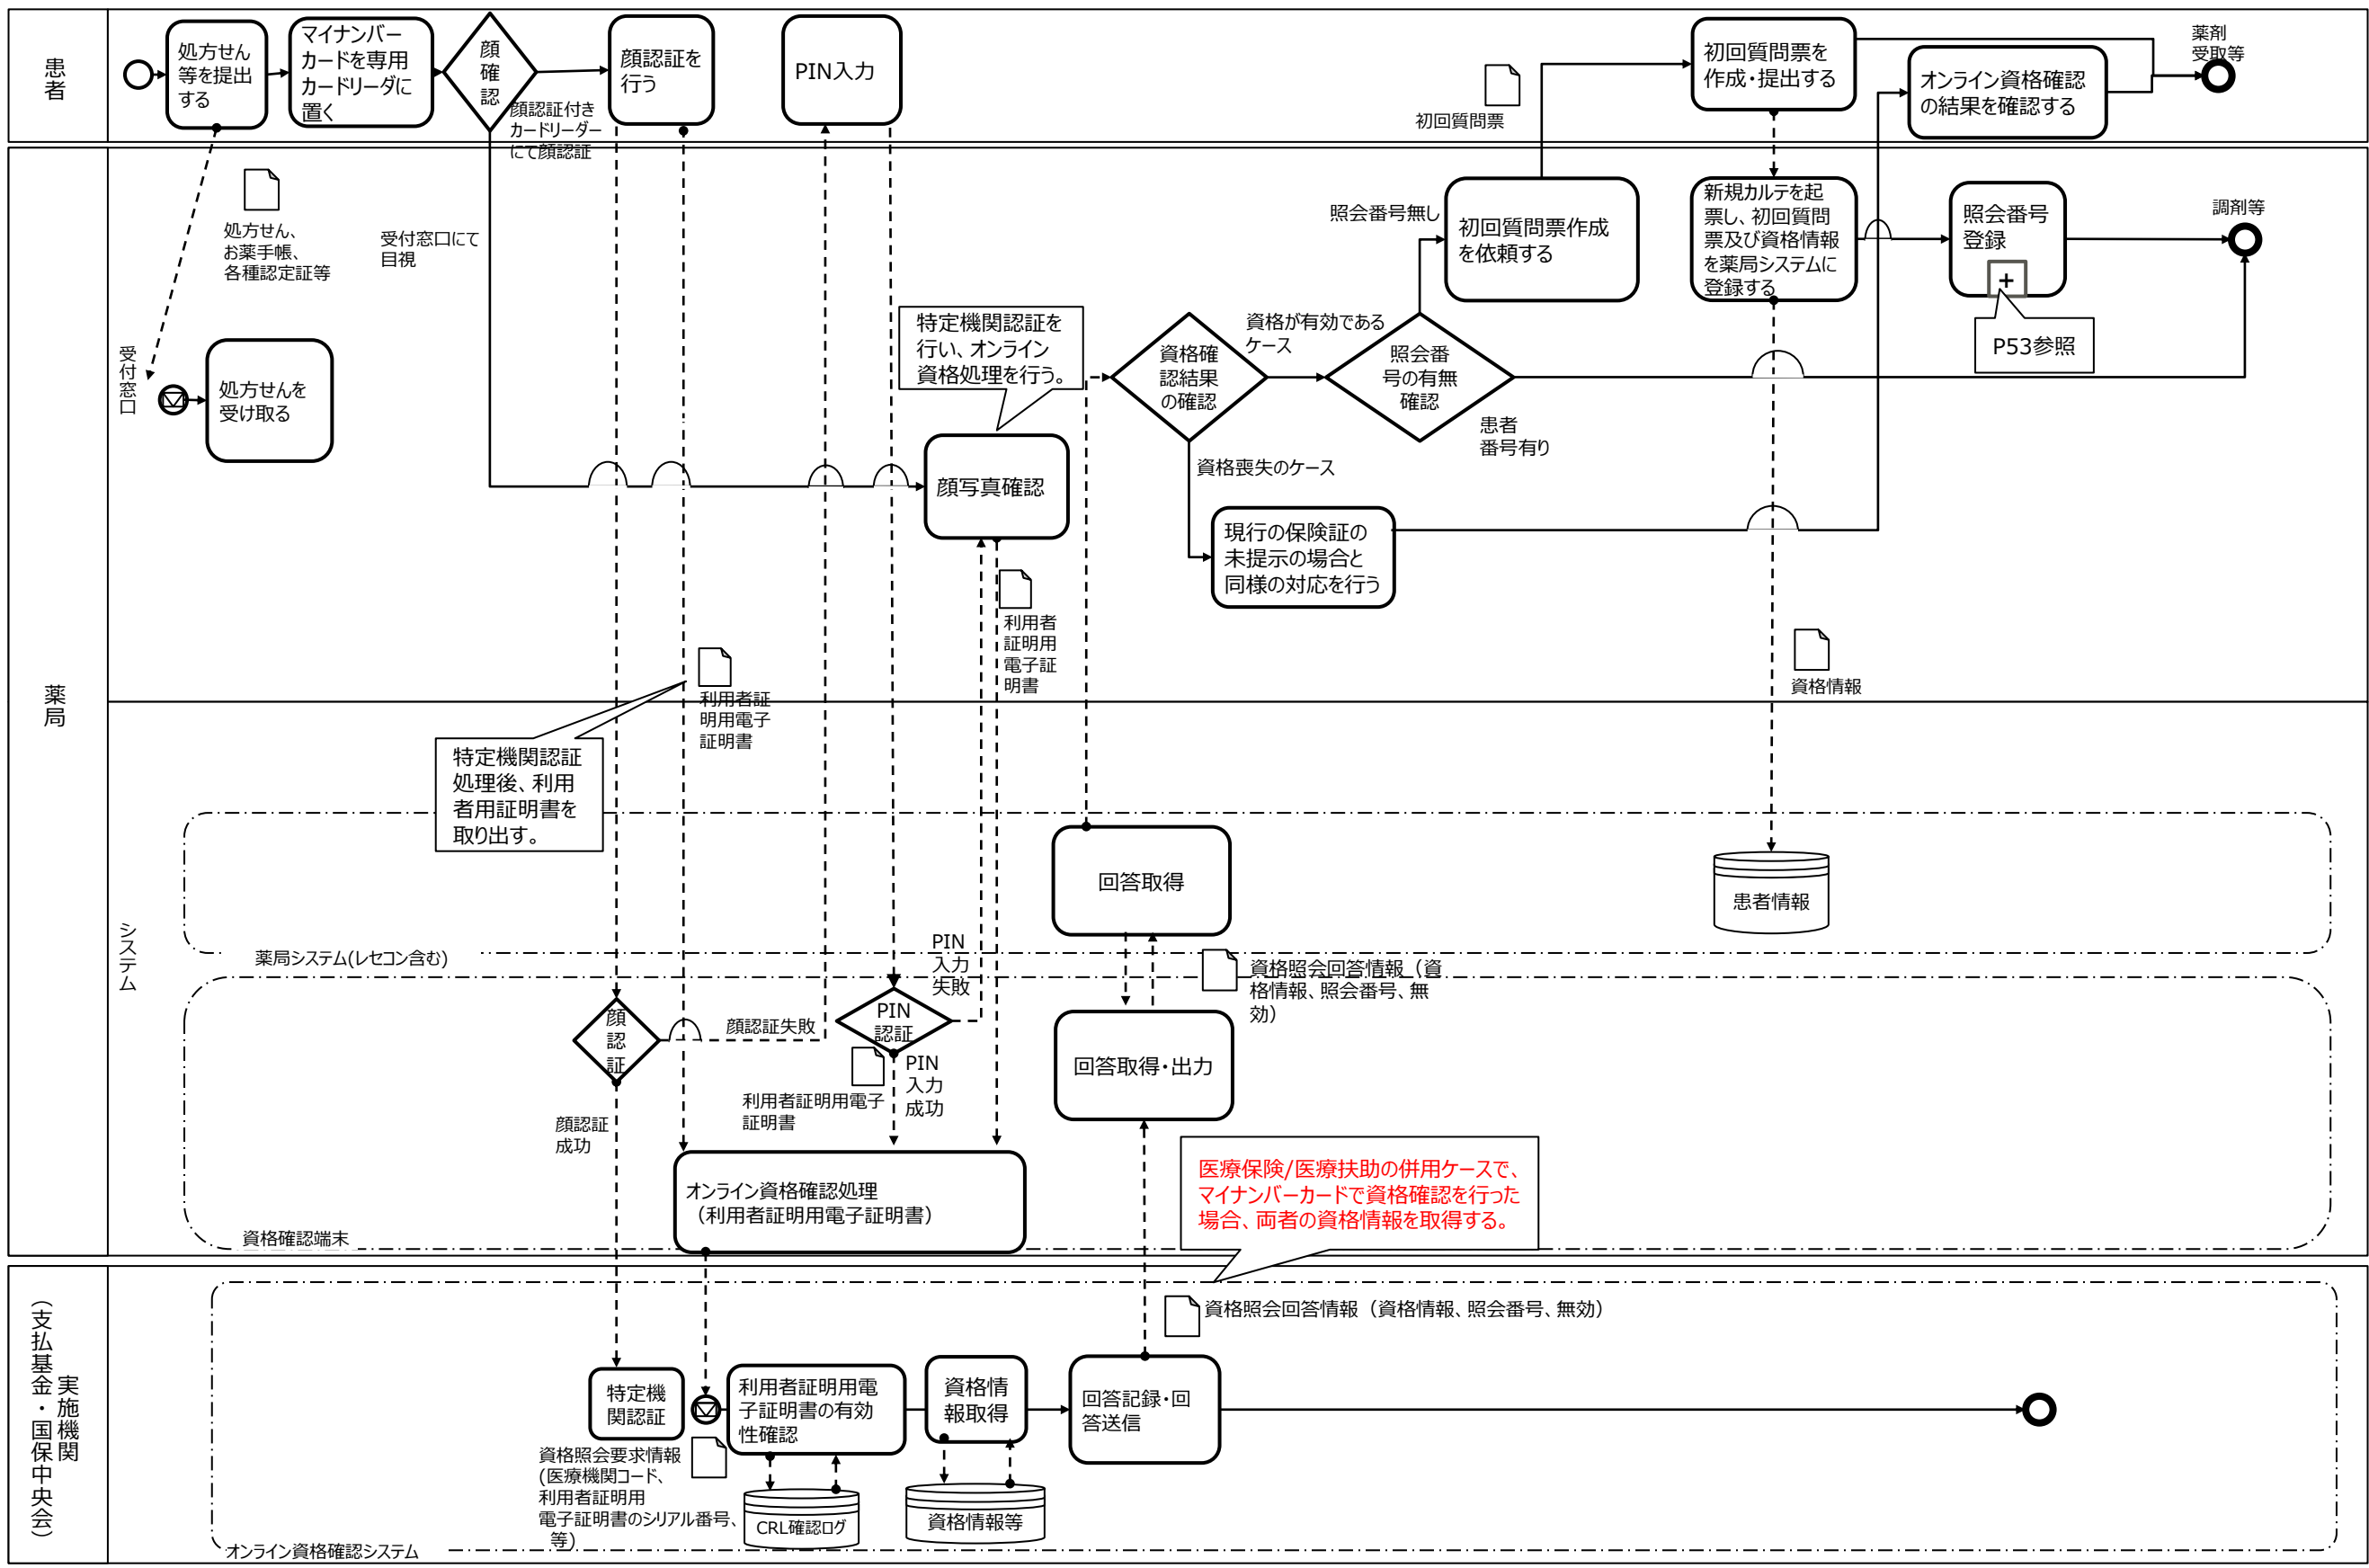 患者
処方せん
等を提出
する
マイナンバー
カードを専用
カードリーダに
置く
顔
確
認
顔認証付き
カードリーダー
にて顔認証
顔認証を
行う
PIN入力
初回質問票
初回質問票を
作成・提出する
オンライン資格確認
の結果を確認する
薬剤
受取等
薬局
受付窓口
処方せん、
お薬手帳、
各種認定証等
受付窓口にて
目視
処方せんを
受け取る
特定機関認証を
行い、オンライン
資格処理を行う。
顔写真確認
資格確
認結果
の確認
資格が有効である
ケース
照会番
号の有無
確認
照会番号無し
初回質問票作成
を依頼する
新規カルテを起
票し、初回質問
票及び資格情報
を薬局システムに
登録する
照会番号
登録
+
P53参照
調剤等
患者
番号有り
資格喪失のケース
現行の保険証の
未提示の場合と
同様の対応を行う
利用者
証明用
電子証
明書
利用者証
明用電子
証明書
資格情報
システム
特定機関認証
処理後、利用
者用証明書を
取り出す。
回答取得
患者情報
薬局システム(レセコン含む)
PIN
入力
失敗
資格照会回答情報（資
格情報、照会番号、無
効）
顔
認
証
顔認証失敗
PIN
認証
回答取得・出力
利用者証明用電子
証明書
PIN
入力
成功
顔認証
成功
オンライン資格確認処理
（利用者証明用電子証明書）
医療保険/医療扶助の併用ケースで、
マイナンバーカードで資格確認を行った
場合、両者の資格情報を取得する。
資格確認端末
実施機関
（支払基金・国保中央会）
資格照会回答情報（資格情報、照会番号、無効）
特定機
関認証
利用者証明用電
子証明書の有効
性確認
資格情
報取得
回答記録・回
答送信
資格照会要求情報
(医療機関コード、
利用者証明用
電子証明書のシリアル番号、
等)
CRL確認ログ
資格情報等
オンライン資格確認システム